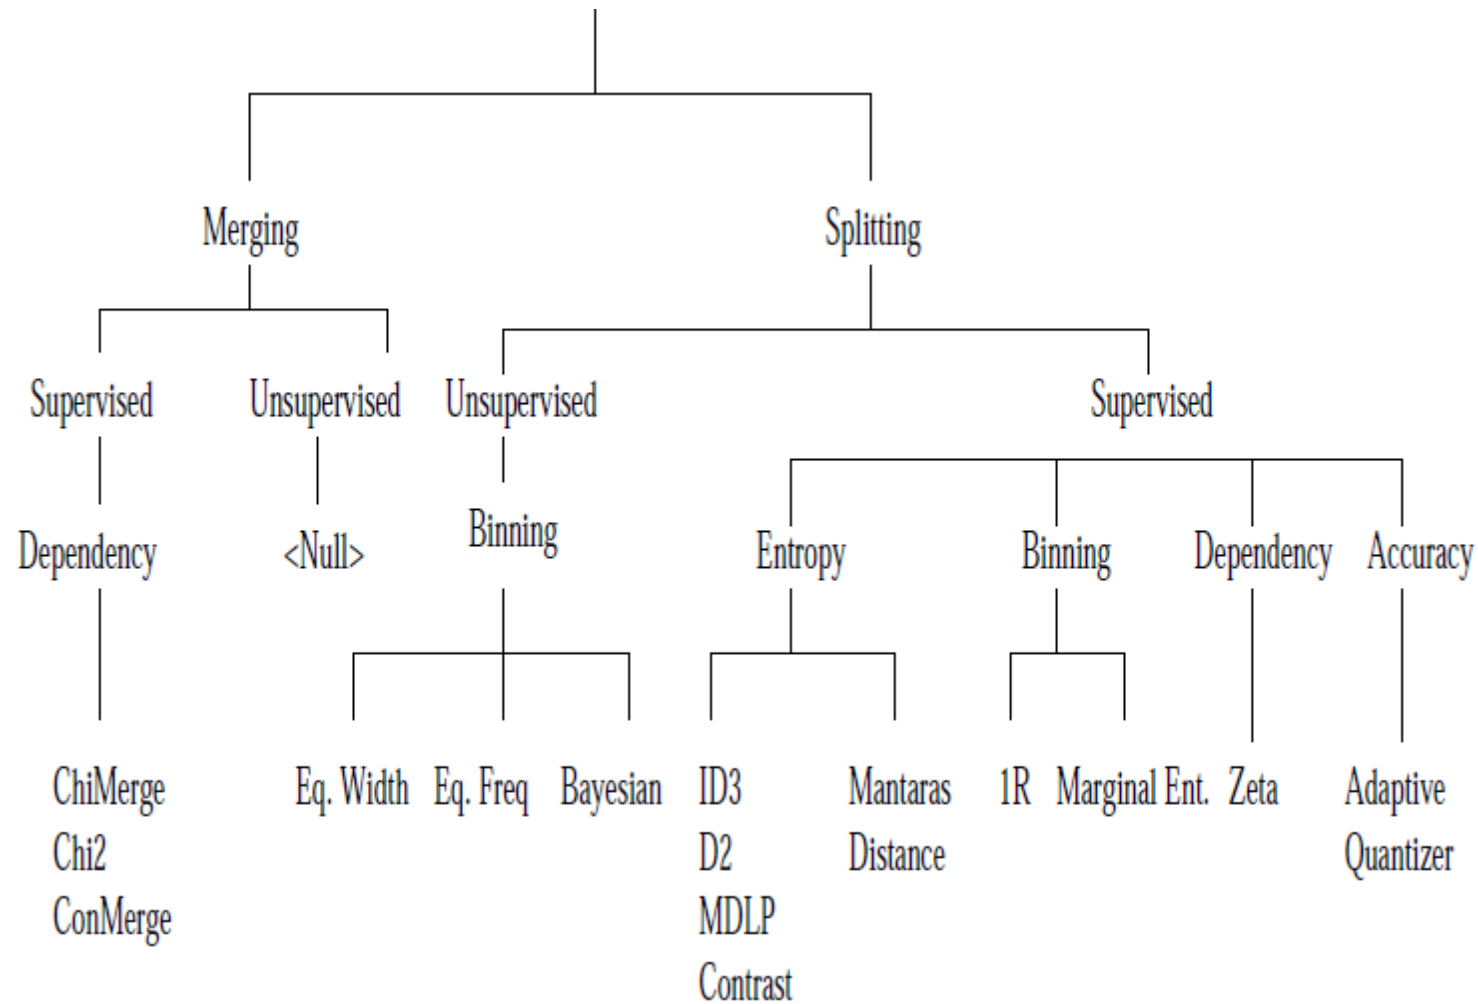 Merging Splitting
Supervised Unsupervised Unsupervised Supervised
Dependency <Null> Binning Entropy Binning Dependency Accuracy
ChiMerge Eq. Width Eq. Freq Bayesian ID3 Mantaras 1R Marginal Ent. Zeta Adaptive
Chi2 D2 Distance Quantizer
ConMerge MDLP
Contrast